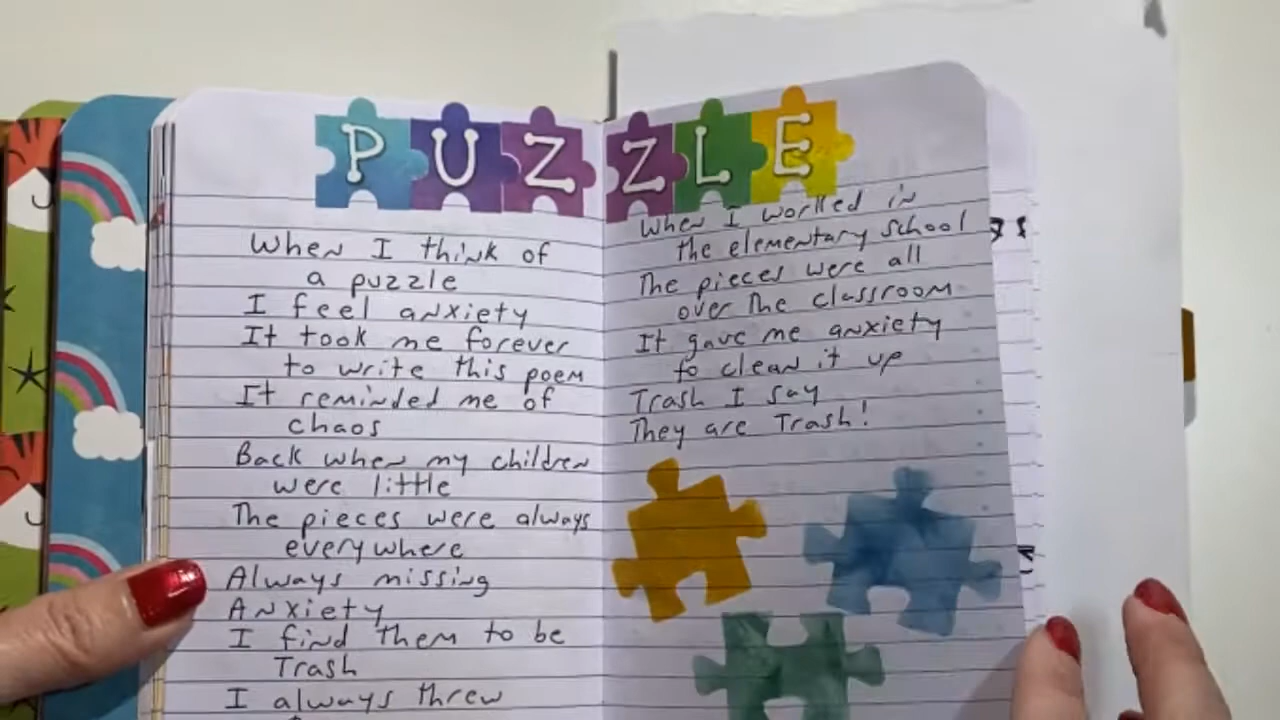 PUZZLE
When I think of
a puzzle
I feel anxiety
It took me forever
to write this poem
It reminded me of
chaos
Back when my children
were little
The pieces were always
everywhere
Always missing
Anxiety
I find them to be
Trash
I always threw
When I worked in
the elementary school
The pieces were all
over the classroom
It gave me anxiety
to clean it up
Trash I say
They are Trash!